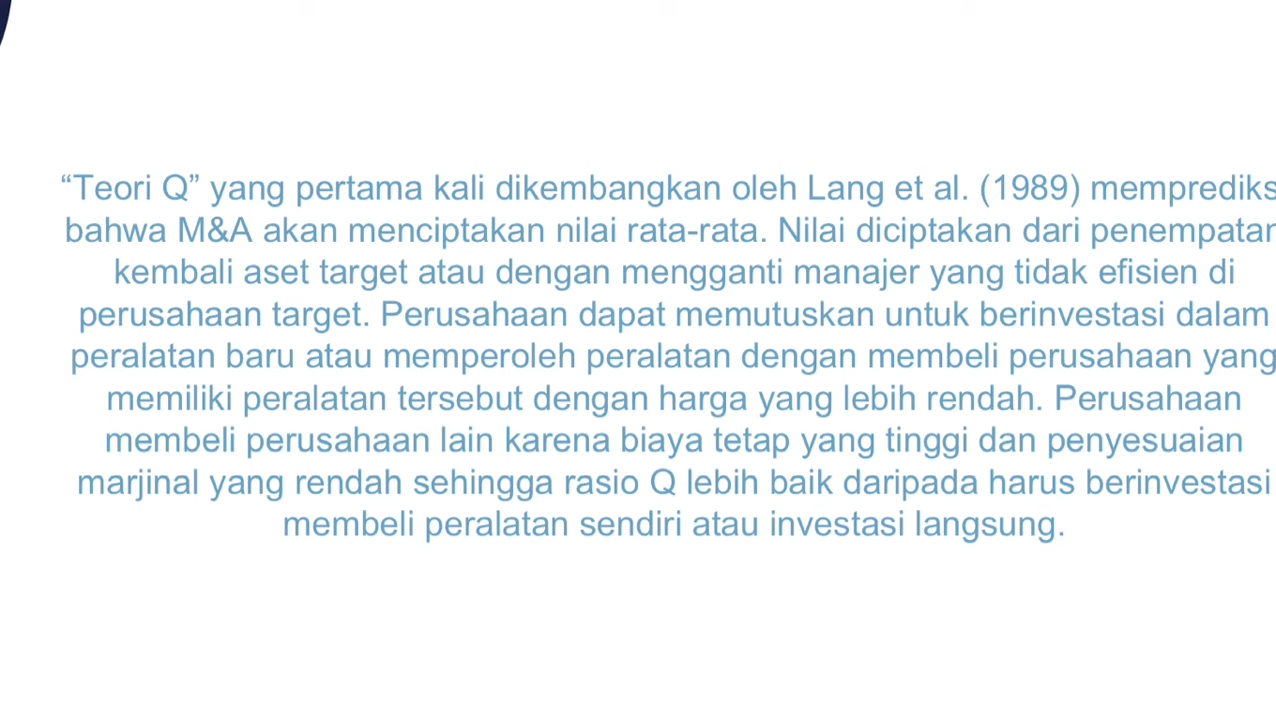 “Teori Q” yang pertama kali dikembangkan oleh Lang et al. (1989) memprediks
bahwa M&A akan menciptakan nilai rata-rata. Nilai diciptakan dari penempatan
kembali aset target atau dengan mengganti manajer yang tidak efisien di
perusahaan target. Perusahaan dapat memutuskan untuk berinvestasi dalam
peralatan baru atau memperoleh peralatan dengan membeli perusahaan yang
memiliki peralatan tersebut dengan harga yang lebih rendah. Perusahaan
membeli perusahaan lain karena biaya tetap yang tinggi dan penyesuaian
marjinal yang rendah sehingga rasio Q lebih baik daripada harus berinvestasi
membeli peralatan sendiri atau investasi langsung.